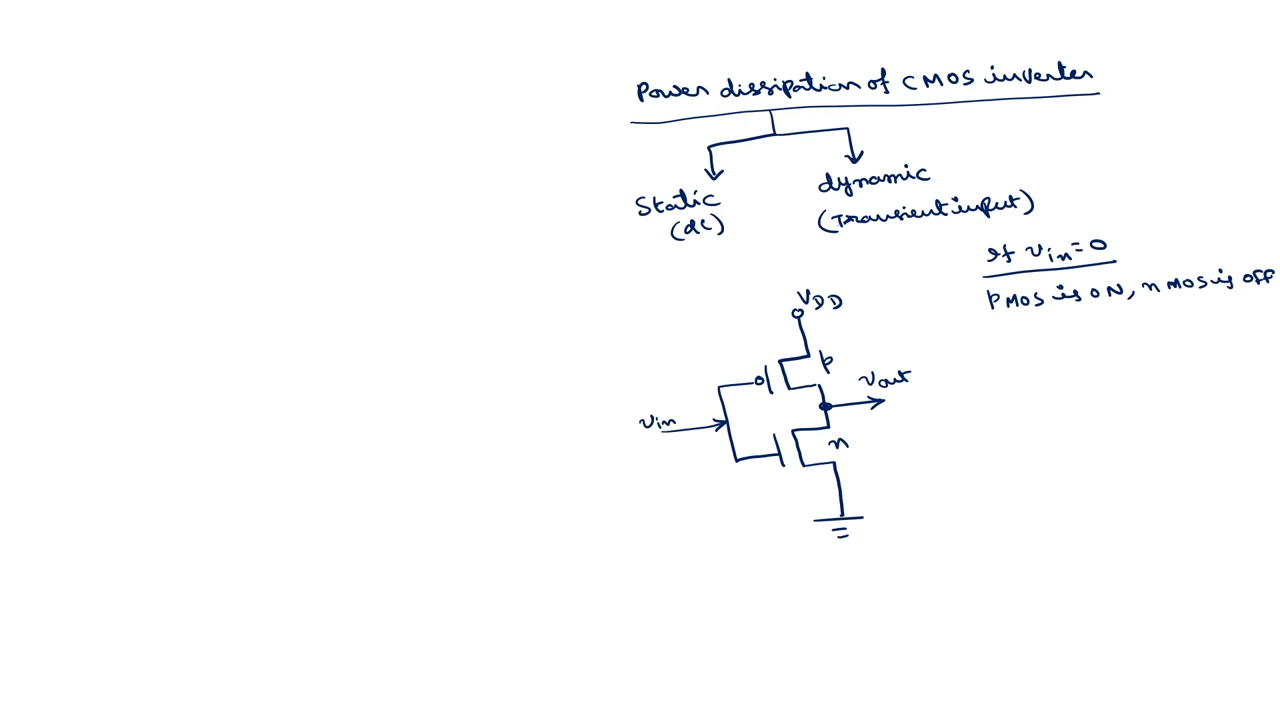 Power dissipation of CMOS inverter
Static
(dc)
dynamic
(Transient input)
If Vin=0
PMOS is ON, nMOS is off
VDD
p
Vout
Vin
n